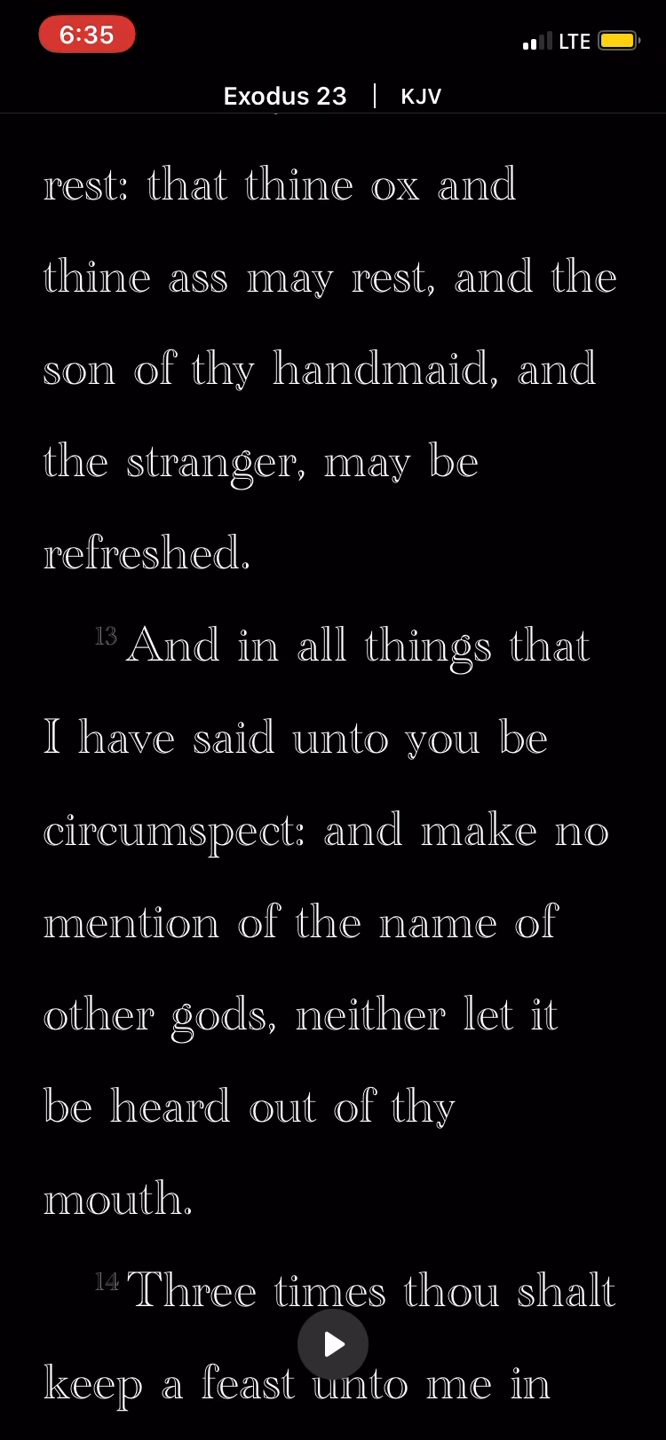 6:35 LTE
Exodus 23 | KJV
rest: that thine ox and
thine ass may rest, and the
son of thy handmaid, and
the stranger, may be
refreshed.
13 And in all things that
I have said unto you be
circumspect: and make no
mention of the name of
other gods, neither let it
be heard out of thy
mouth.
14 Three times thou shalt
keep a feast unto me in